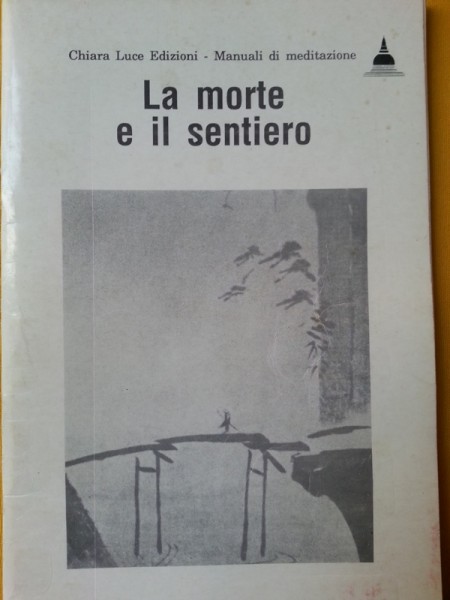 Chiara Luce Edizioni - Manuali di meditazione
La morte
e il sentiero